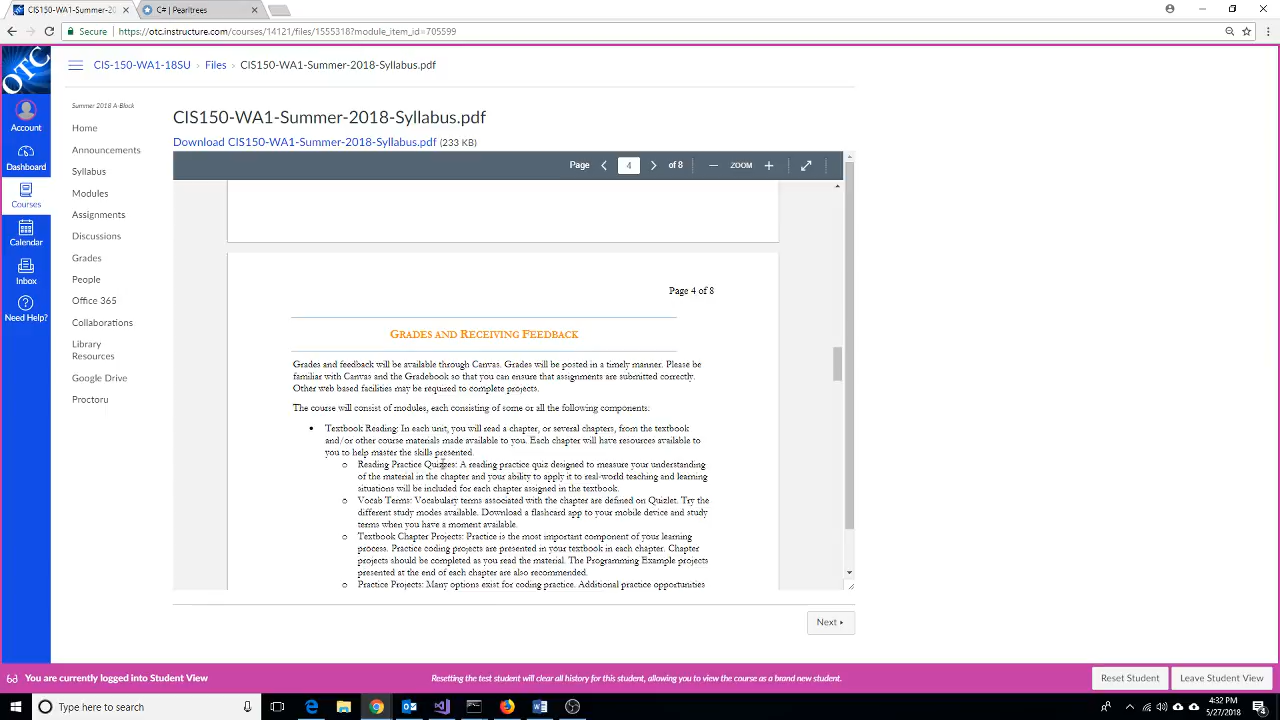 CIS-150-WA1-18SU-20
C# | Pearltrees
Secure
https://otc.instructure.com/courses/14121/files/1555318?module_item_id=705599
OTC
CIS-150-WA1-18SU › Files › CIS150-WA1-Summer-2018-Syllabus.pdf
Account
Dashboard
Courses
Calendar
Inbox
Need Help?
Summer 2018 A-Block
Home
Announcements
Syllabus
Modules
Assignments
Discussions
Grades
People
Office 365
Collaborations
Library
Resources
Google Drive
Proctoru
CIS150-WA1-Summer-2018-Syllabus.pdf
Download CIS150-WA1-Summer-2018-Syllabus.pdf (233 KB)
Page 4 of 8 ZOOM
Page 4 of 8
GRADES AND RECEIVING FEEDBACK
Grades and feedback will be available through Canvas. Grades will be posted in a timely manner. Please be
familiar with Canvas and the Gradebook so that you can ensure that assignments are submitted correctly.
Other web based facilities may be required to complete projects.
The course will consist of modules, each consisting of some or all the following components:
• Textbook Reading: In each unit, you will read a chapter, or several chapters, from the textbook
and/or other course materials made available to you. Each chapter will have resources available to
you to help master the skills presented.
o Reading Practice Quizzes: A reading practice quiz designed to measure your understanding
of the material in the chapter and your ability to apply it to real-world teaching and learning
situations will be included for each chapter assigned in the textbook.
o Vocab Terms: Vocabulary terms associated with the chapter are defined on Quizlet. Try the
different study modes available. Download a flashcard app to your mobile device and study
terms when you have a moment available.
o Textbook Chapter Projects: Practice is the most important component of your learning
process. Practice coding projects are presented in your textbook in each chapter. Chapter
projects should be completed as you read the material. The Programming Example projects
presented at the end of each chapter are also recommended.
o Practice Projects: Many options exist for coding practice. Additional practice opportunities
Next
You are currently logged into Student View
Resetting the test student will clear all history for this student, allowing you to view the course as a brand new student.
Reset Student
Leave Student View
Type here to search
4:32 PM
5/27/2018